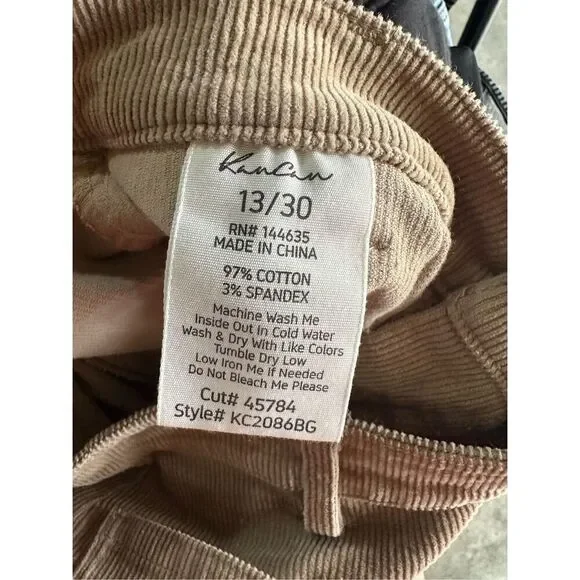 KanCan
13/30
RN# 144635
MADE IN CHINA
97% COTTON
3% SPANDEX
Machine Wash Me
Inside Out In Cold Water
Wash & Dry With Like Colors
Tumble Dry Low
Low Iron Me If Needed
Do Not Bleach Me Please
Cut# 45784
Style# KC2086BG